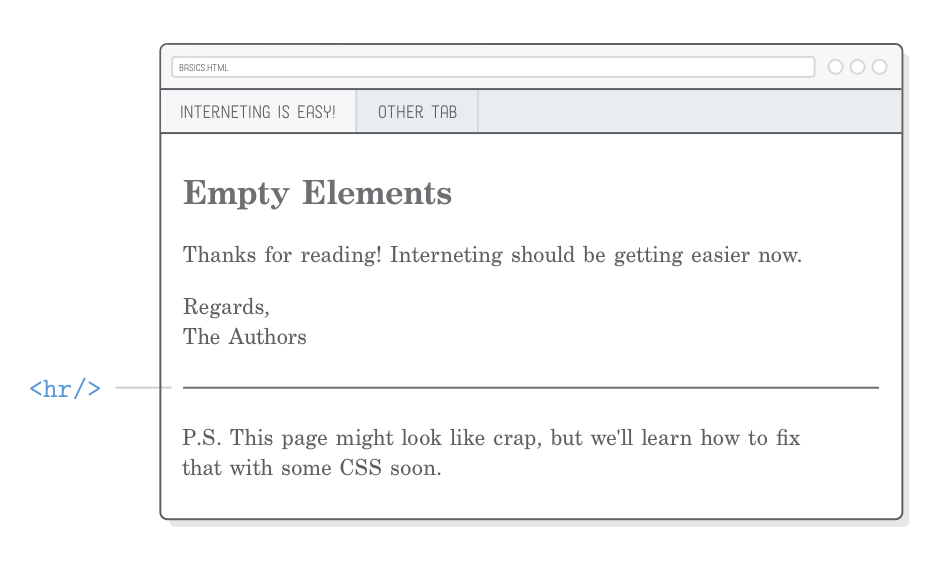 BASICS.HTML
INTERNETING IS EASY!
OTHER TAB
Empty Elements
Thanks for reading! Interneting should be getting easier now.
Regards,
The Authors
<hr/>
P.S. This page might look like crap, but we'll learn how to fix
that with some CSS soon.